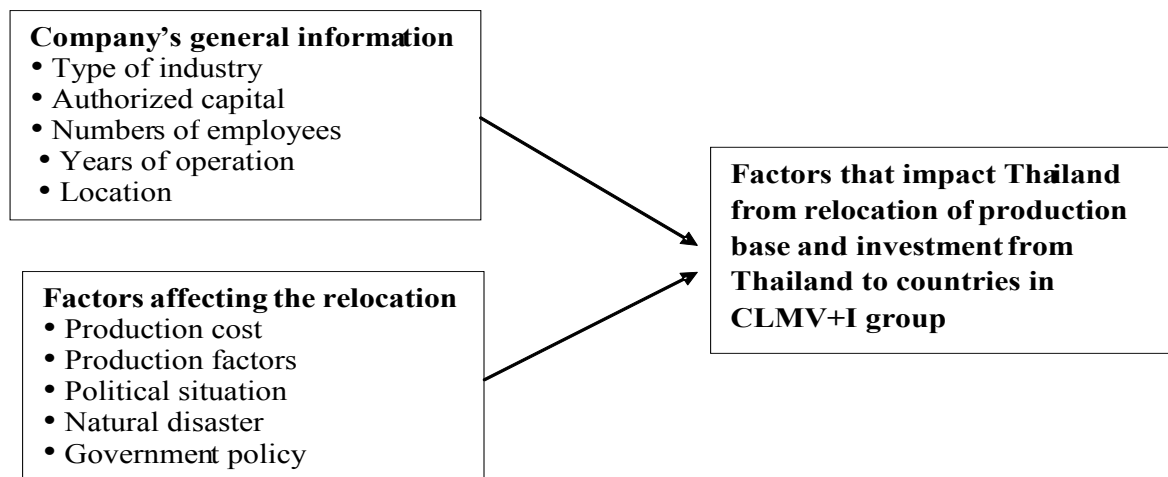 Company’s general information
• Type of industry
• Authorized capital
• Numbers of employees
• Years of operation
• Location
Factors affecting the relocation
• Production cost
• Production factors
• Political situation
• Natural disaster
• Government policy
Factors that impact Thailand
from relocation of production
base and investment from
Thailand to countries in
CLMV+I group